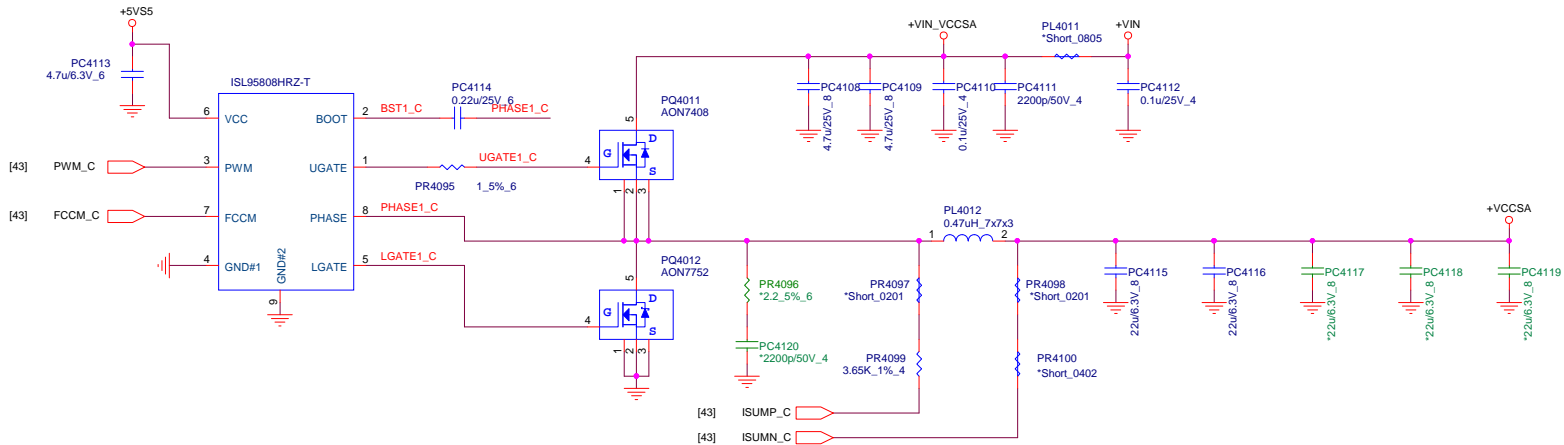 +5VS5
PC4113
4.7u/6.3V_6
ISL95808HRZ-T
6
VCC
BOOT
2
BST1_C
PC4114
0.22u/25V_6
PHASE1_C
[43]
PWM_C
3
PWM
UGATE
1
UGATE1_C
PR4095
1_5%_6
[43]
FCCM_C
7
FCCM
PHASE
8
PHASE1_C
4
GND#1
GND#2
9
LGATE
5
LGATE1_C
PQ4011
AON7408
5
D
G
S
4
1
2
3
PQ4012
AON7752
5
D
G
S
4
1
2
3
+VIN_VCCSA
PL4011
*Short_0805
+VIN
PC4108
4.7u/25V_8
PC4109
4.7u/25V_8
PC4110
0.1u/25V_4
PC4111
2200p/50V_4
PC4112
0.1u/25V_4
PL4012
0.47uH_7x7x3
1
2
+VCCSA
PR4096
*2.2_5%_6
PC4120
*2200p/50V_4
PR4097
*Short_0201
PR4098
*Short_0201
PR4099
3.65K_1%_4
PR4100
*Short_0402
PC4115
22u/6.3V_8
PC4116
22u/6.3V_8
PC4117
*22u/6.3V_8
PC4118
*22u/6.3V_8
PC4119
*22u/6.3V_8
[43]
ISUMP_C
[43]
ISUMN_C